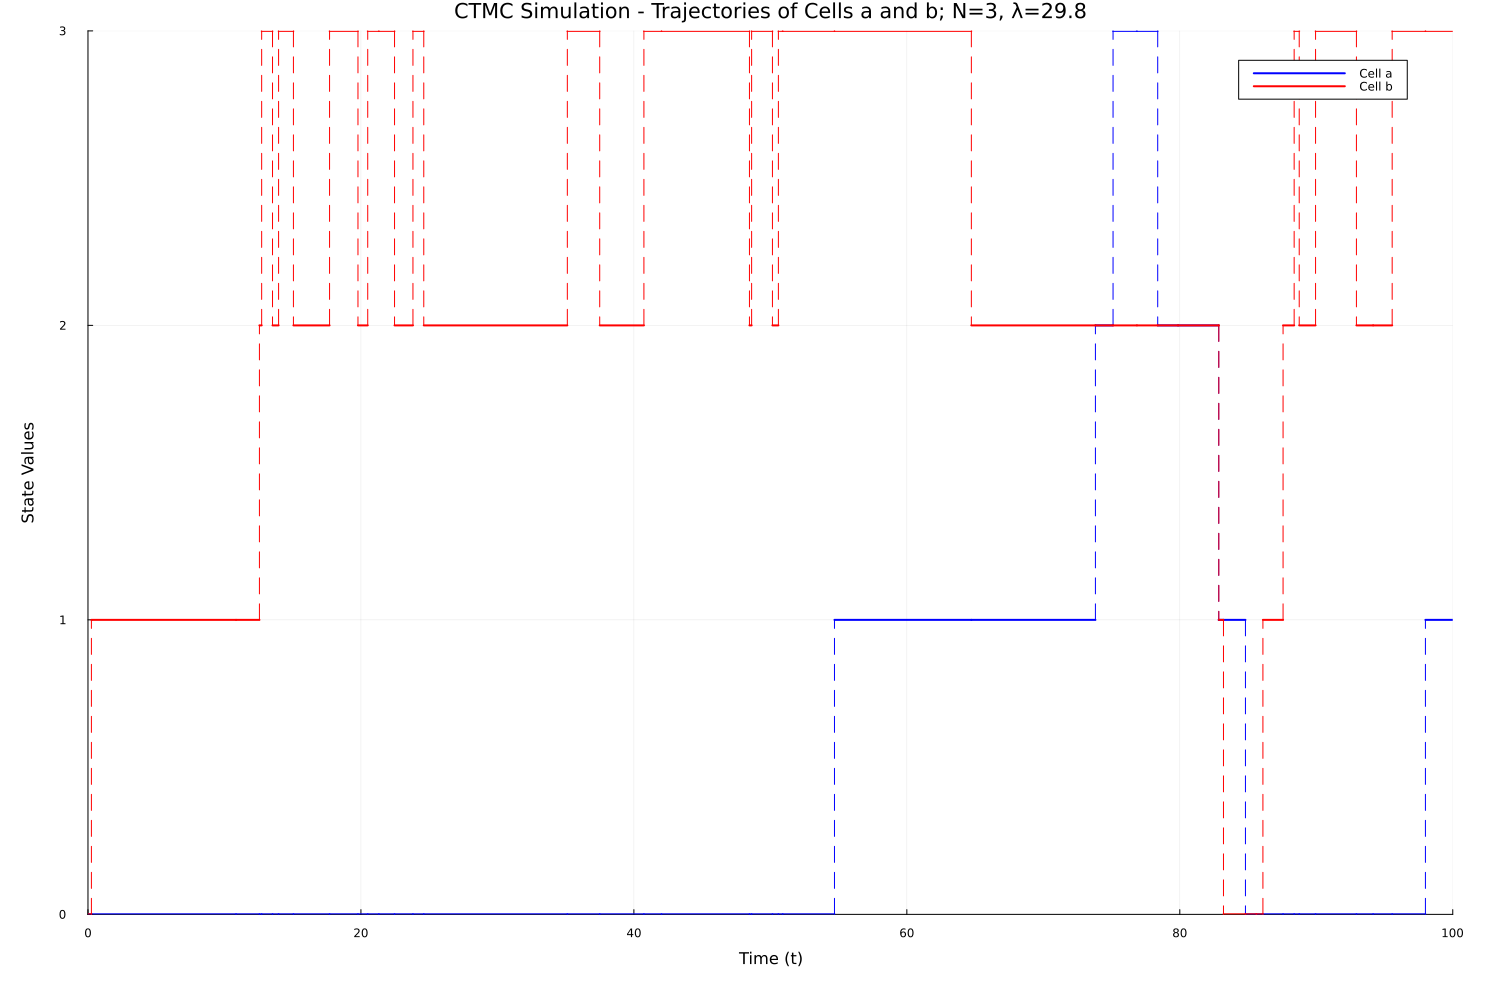 CTMC Simulation - Trajectories of Cells a and b; N=3, λ=29.8
3
Cell a
Cell b
2
State Values
1
0
0 20 40 60 80 100
Time (t)